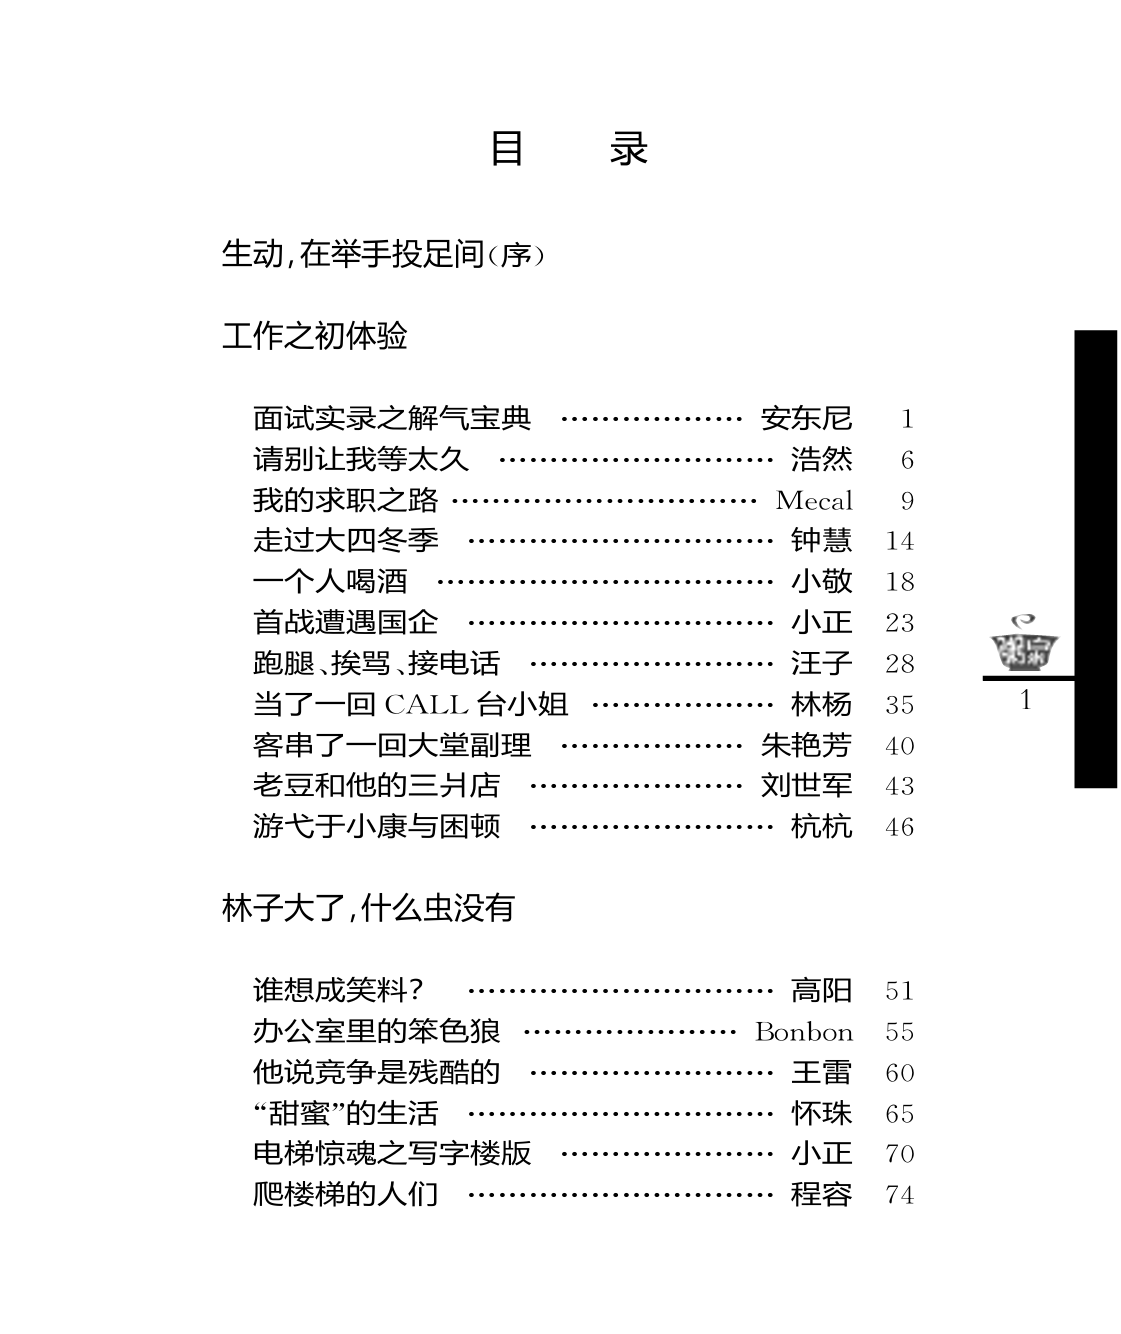 目 录
生动,在举手投足间(序)
工作之初体验
面试实录之解气宝典 ……………… 安东尼 1
请别让我等太久 ……………………… 浩然 6
我的求职之路 ………………………… Mecal 9
走过大四冬季 ………………………… 钟慧 14
一个人喝酒 …………………………… 小敬 18
首战遭遇国企 ………………………… 小正 23
跑腿、挨骂、接电话 …………………… 汪子 28
当了一回 CALL 台小姐 ……………… 林杨 35
客串了一回大堂副理 ……………… 朱艳芳 40
老豆和他的三爿店 ………………… 刘世军 43
游弋于小康与困顿 …………………… 杭杭 46
林子大了,什么虫没有
谁想成笑料? ………………………… 高阳 51
办公室里的笨色狼 ………………… Bonbon 55
他说竞争是残酷的 …………………… 王雷 60
“甜蜜”的生活 ………………………… 怀珠 65
电梯惊魂之写字楼版 ………………… 小正 70
爬楼梯的人们 ………………………… 程容 74
1